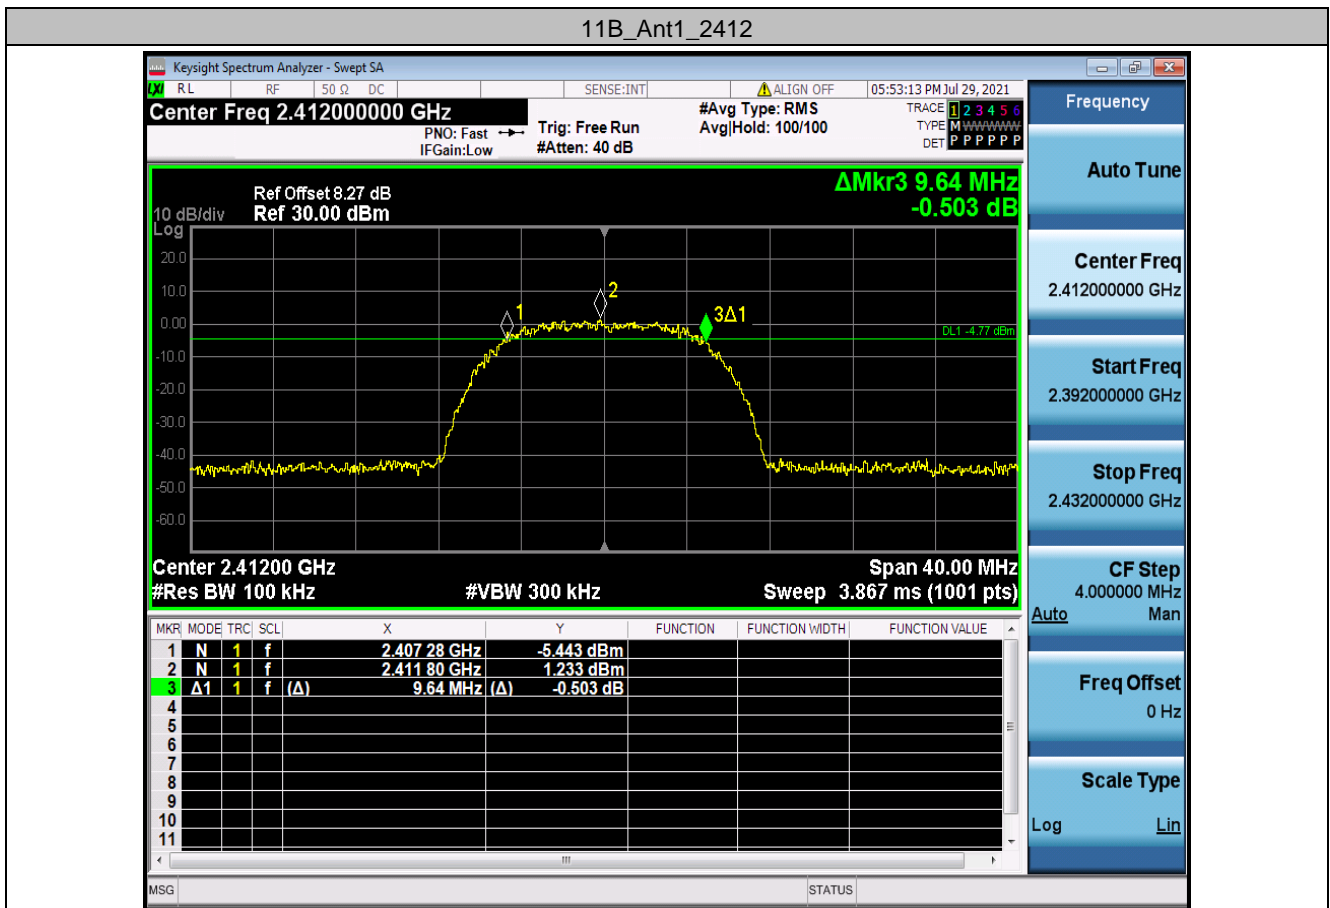 11B_Ant1_2412
Keysight Spectrum Analyzer - Swept SA
LXI RL RF 50 Ω DC SENSE:INT ALIGN OFF 05:53:13 PM Jul 29, 2021
Center Freq 2.412000000 GHz
PNO: Fast
IFGain:Low
Trig: Free Run
#Atten: 40 dB
#Avg Type: RMS
Avg|Hold: 100/100
TRACE 1 2 3 4 5 6
TYPE M WWWWW
DET P P P P P P
ΔMkr3 9.64 MHz
-0.503 dB
Ref Offset 8.27 dB
10 dB/div Ref 30.00 dBm
Log
20.0
10.0
0.00
-10.0
-20.0
-30.0
-40.0
-50.0
-60.0
1
2
3Δ1
DL1 -4.77 dBm
Center 2.41200 GHz Span 40.00 MHz
#Res BW 100 kHz #VBW 300 kHz Sweep 3.867 ms (1001 pts)
MKR MODE TRC SCL X Y FUNCTION FUNCTION WIDTH FUNCTION VALUE
1 N 1 f 2.407 28 GHz -5.443 dBm
2 N 1 f 2.411 80 GHz 1.233 dBm
3 Δ1 1 f (Δ) 9.64 MHz (Δ) -0.503 dB
4
5
6
7
8
9
10
11
MSG STATUS
Frequency
Auto Tune
Center Freq
2.412000000 GHz
Start Freq
2.392000000 GHz
Stop Freq
2.432000000 GHz
CF Step
4.000000 MHz
Auto Man
Freq Offset
0 Hz
Scale Type
Log Lin